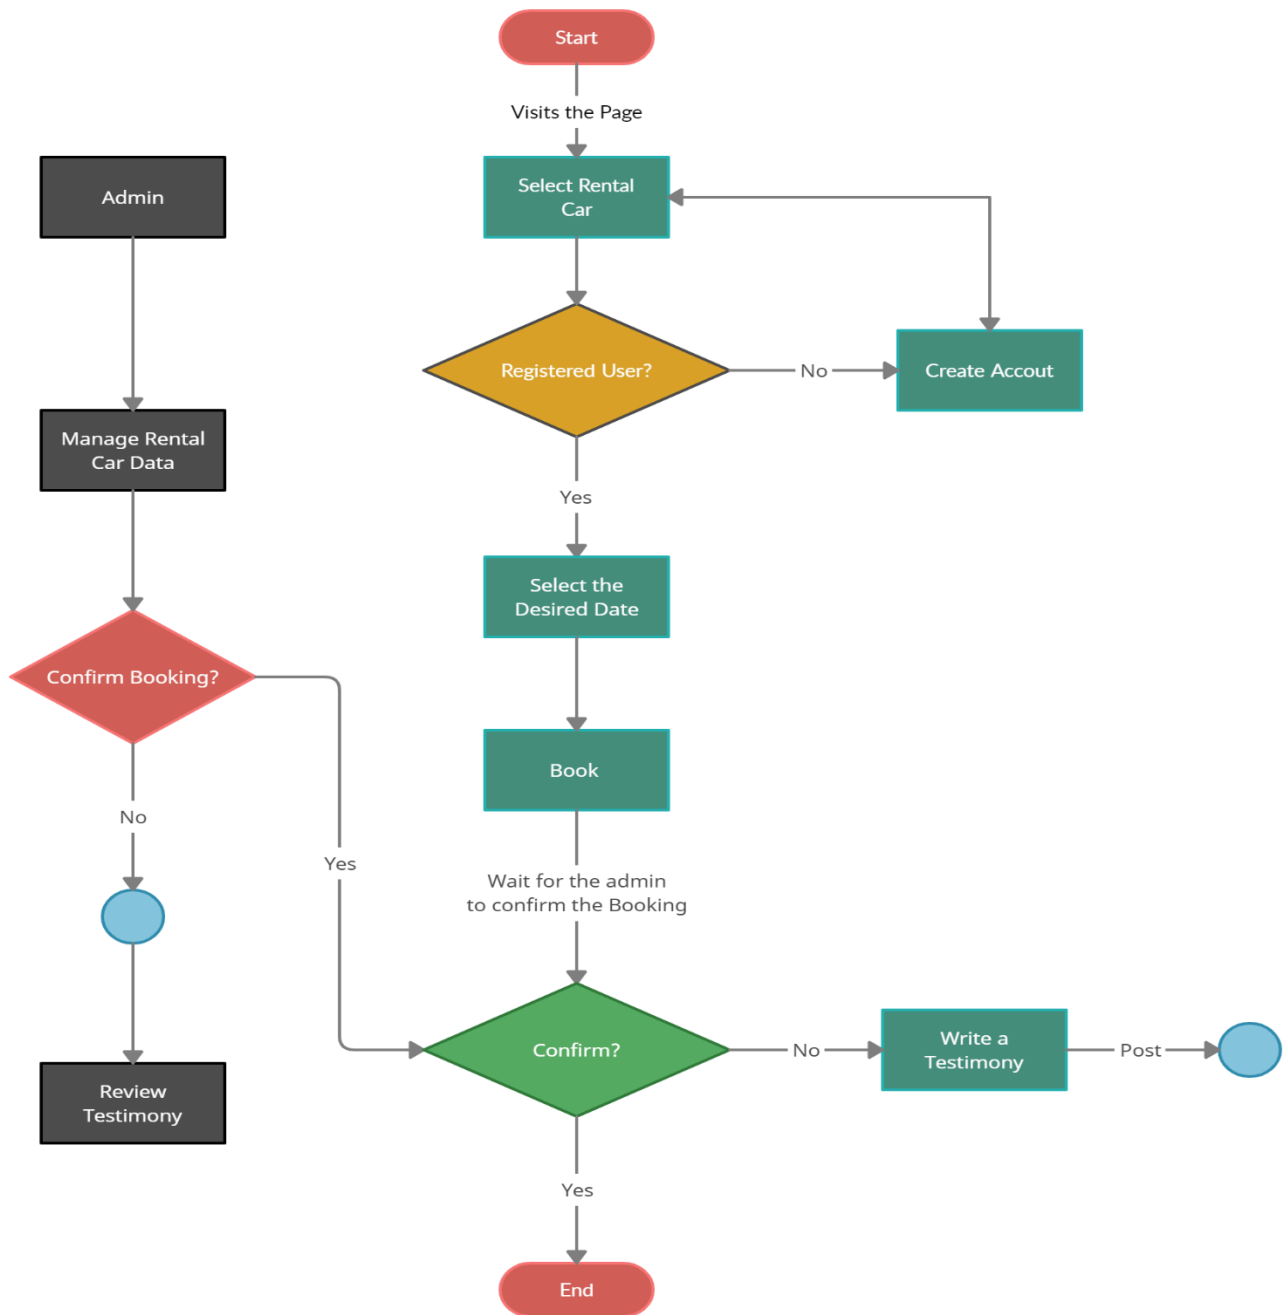 Start
Visits the Page
Admin
Select Rental
Car
Registered User?
No
Create Accout
Manage Rental
Car Data
Yes
Select the
Desired Date
Confirm Booking?
Book
No
Yes
Wait for the admin
to confirm the Booking
Confirm?
No
Write a
Testimony
Post
Review
Testimony
Yes
End